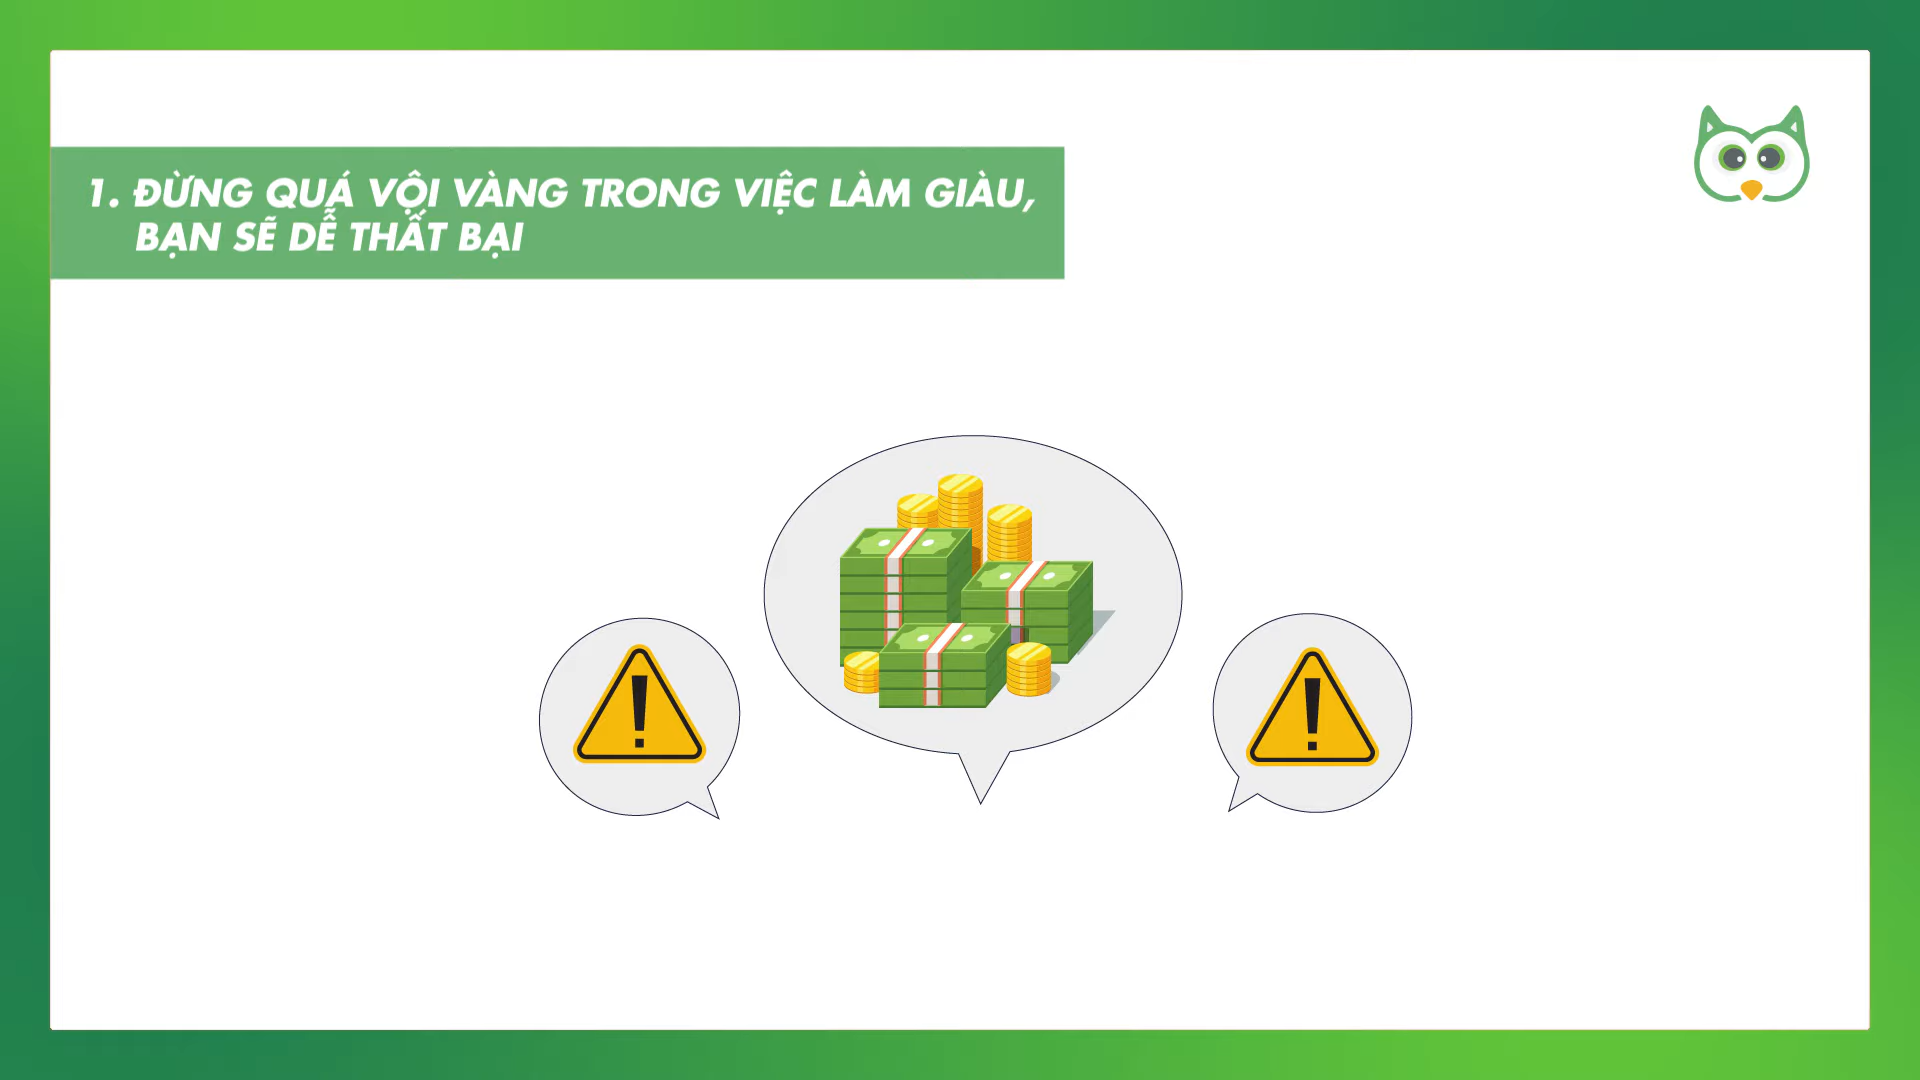 1. ĐỪNG QUÁ VỘI VÀNG TRONG VIỆC LÀM GIÀU,
BẠN SẼ DỄ THẤT BẠI